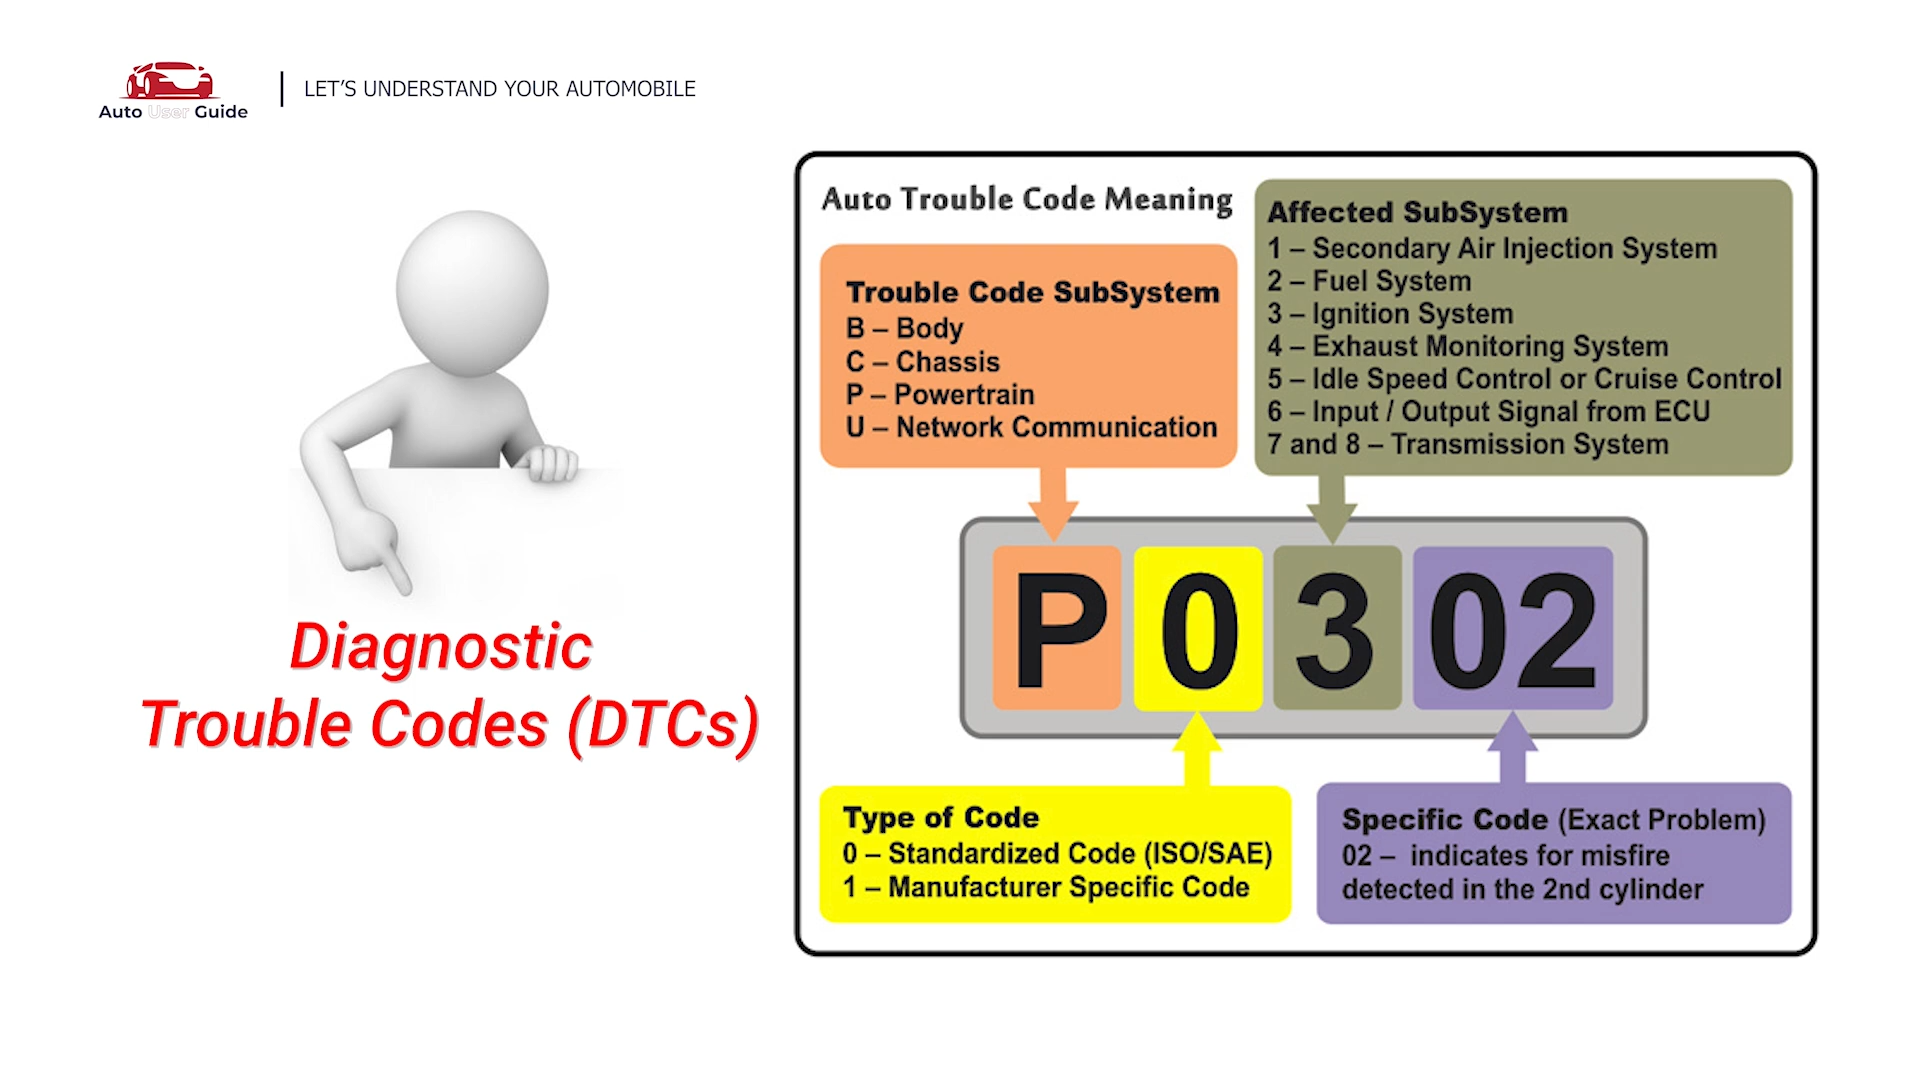 Auto User Guide
LET’S UNDERSTAND YOUR AUTOMOBILE
Diagnostic
Trouble Codes (DTCs)
Auto Trouble Code Meaning
Trouble Code SubSystem
B – Body
C – Chassis
P – Powertrain
U – Network Communication
Affected SubSystem
1 – Secondary Air Injection System
2 – Fuel System
3 – Ignition System
4 – Exhaust Monitoring System
5 – Idle Speed Control or Cruise Control
6 – Input / Output Signal from ECU
7 and 8 – Transmission System
P 0 3 02
Type of Code
0 – Standardized Code (ISO/SAE)
1 – Manufacturer Specific Code
Specific Code (Exact Problem)
02 – indicates for misfire
detected in the 2nd cylinder